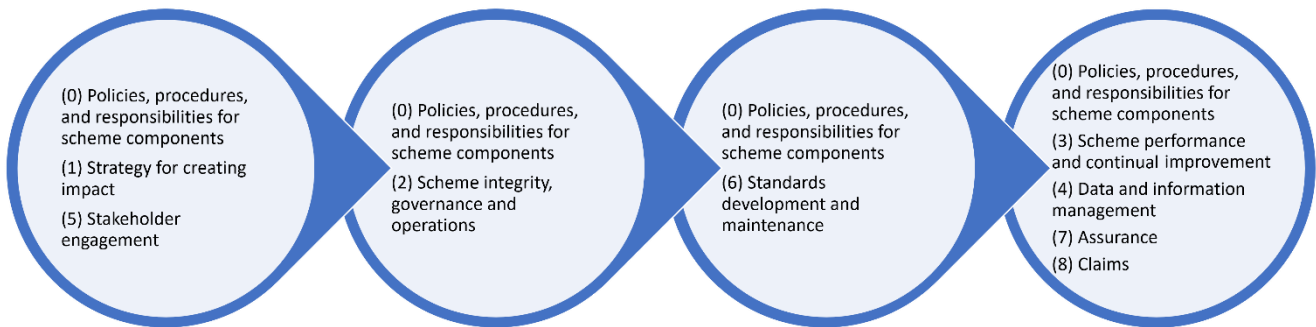 (0) Policies, procedures,
and responsibilities for
scheme components
(1) Strategy for creating
impact
(5) Stakeholder
engagement
(0) Policies, procedures,
and responsibilities for
scheme components
(2) Scheme integrity,
governance and
operations
(0) Policies, procedures,
and responsibilities for
scheme components
(6) Standards
development and
maintenance
(0) Policies, procedures,
and responsibilities for
scheme components
(3) Scheme performance
and continual improvement
(4) Data and information
management
(7) Assurance
(8) Claims